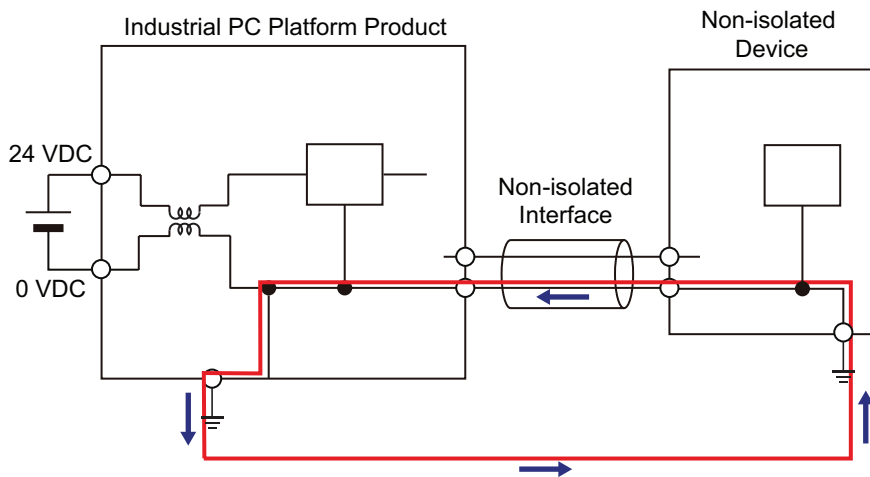 Industrial PC Platform Product
Non-isolated
Device
24 VDC
Non-isolated
Interface
0 VDC